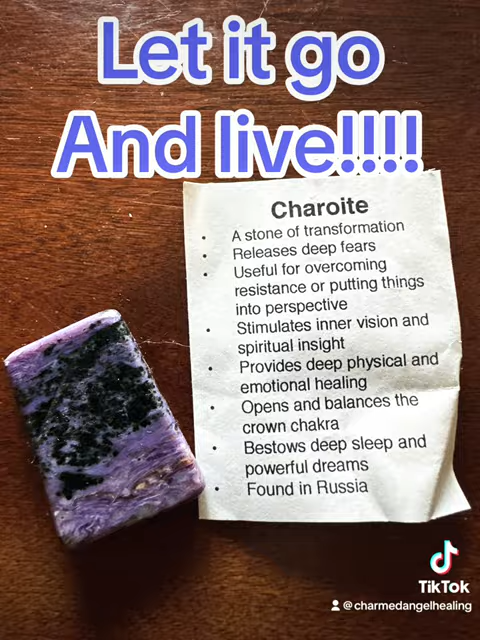 Let it go
And live!!!!
Charoite
• A stone of transformation
• Releases deep fears
• Useful for overcoming
resistance or putting things
into perspective
• Stimulates inner vision and
spiritual insight
• Provides deep physical and
emotional healing
• Opens and balances the
crown chakra
• Bestows deep sleep and
powerful dreams
• Found in Russia
TikTok
@charmedangelhealing